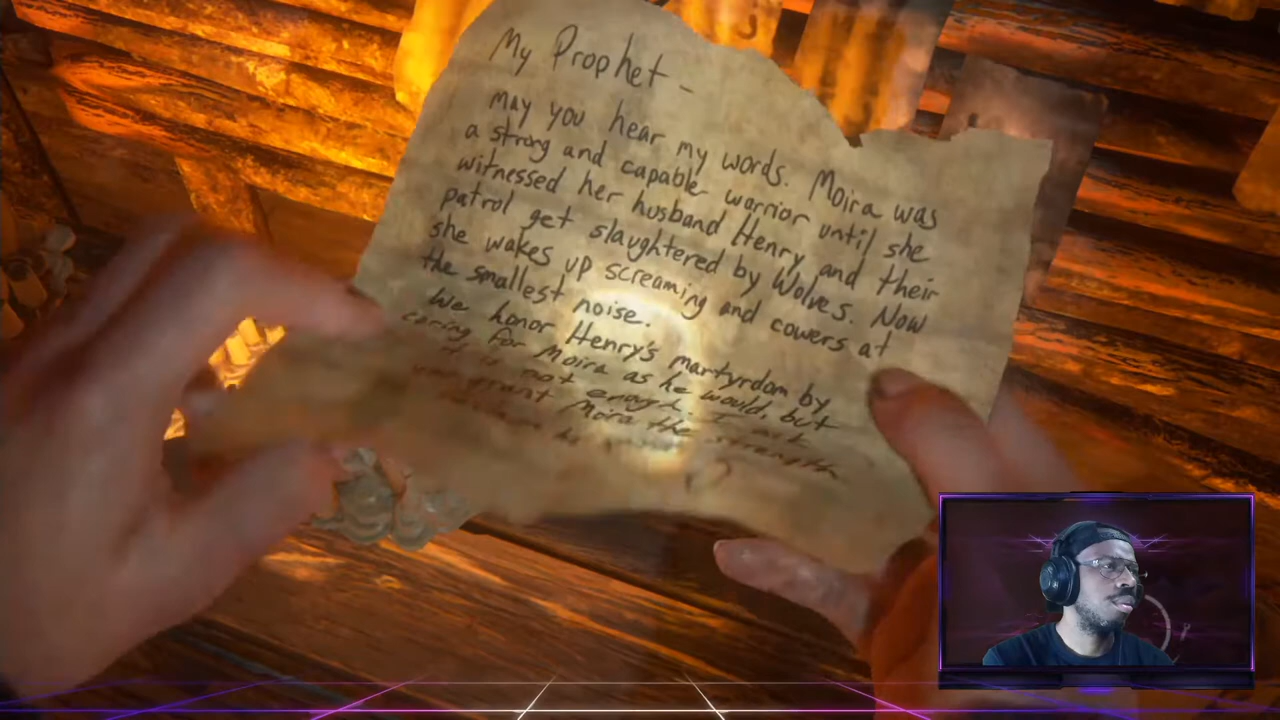 My Prophet -
May you hear my words. Moira was
a strong and capable warrior until she
witnessed her husband Henry and their
patrol get slaughtered by Wolves. Now
she wakes up screaming and cowers at
the smallest noise.
We honor Henry's martyrdom by
caring for Moira as he would, but
it is not enough. I ask
you grant Moira the strength